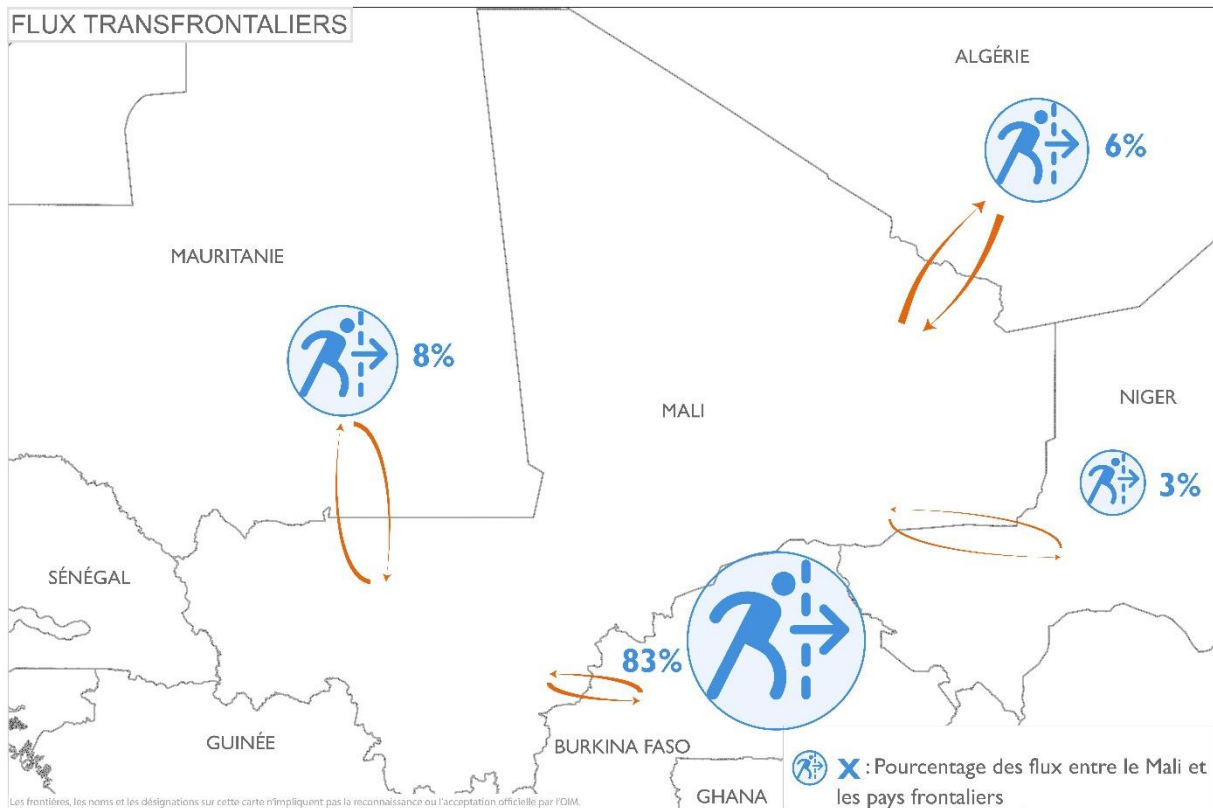 FLUX TRANSFRONTALIERS
ALGÉRIE
6%
MAURITANIE
8%
MALI
NIGER
3%
SÉNÉGAL
83%
GUINÉE
BURKINA FASO
GHANA
X : Pourcentage des flux entre le Mali et
les pays frontaliers
Les frontières, les noms et les désignations sur cette carte n'impliquent pas la reconnaissance ou l'acceptation officielle par l'OIM.